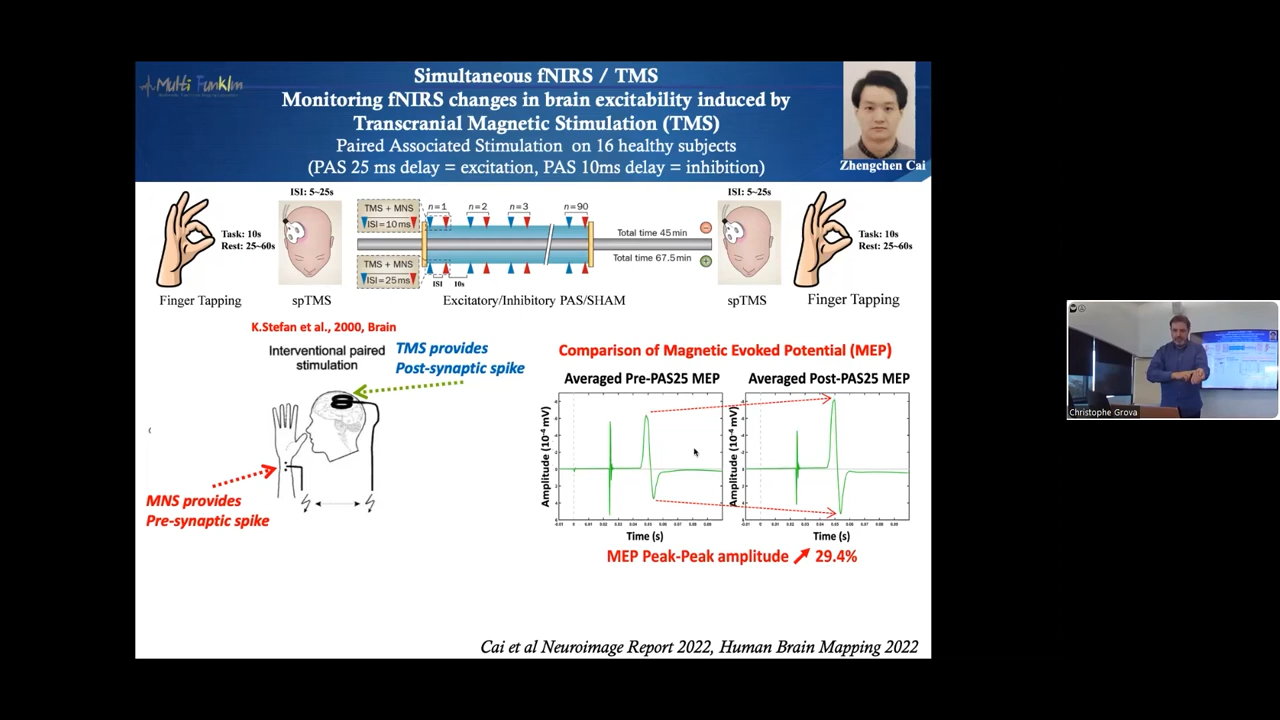 Multi FunkIm
Simultaneous fNIRS / TMS
Monitoring fNIRS changes in brain excitability induced by
Transcranial Magnetic Stimulation (TMS)
Paired Associated Stimulation on 16 healthy subjects
(PAS 25 ms delay = excitation, PAS 10ms delay = inhibition)
Zhengchen Cai
ISI: 5~25s
Task: 10s
Rest: 25~60s
Finger Tapping
spTMS
TMS + MNS
ISI = 10 ms
TMS + MNS
ISI = 25 ms
n=1
n=2
n=3
n=90
ISI
10s
Total time 45 min
Total time 67.5 min
Excitatory/Inhibitory PAS/SHAM
ISI: 5~25s
spTMS
Task: 10s
Rest: 25~60s
Finger Tapping
K.Stefan et al., 2000, Brain
Interventional paired
stimulation
TMS provides
Post-synaptic spike
MNS provides
Pre-synaptic spike
Comparison of Magnetic Evoked Potential (MEP)
Averaged Pre-PAS25 MEP
Amplitude (10⁻⁴ mV)
Time (s)
Averaged Post-PAS25 MEP
Amplitude (10⁻⁴ mV)
Time (s)
MEP Peak-Peak amplitude ↗ 29.4%
Cai et al Neuroimage Report 2022, Human Brain Mapping 2022
Christophe Grova